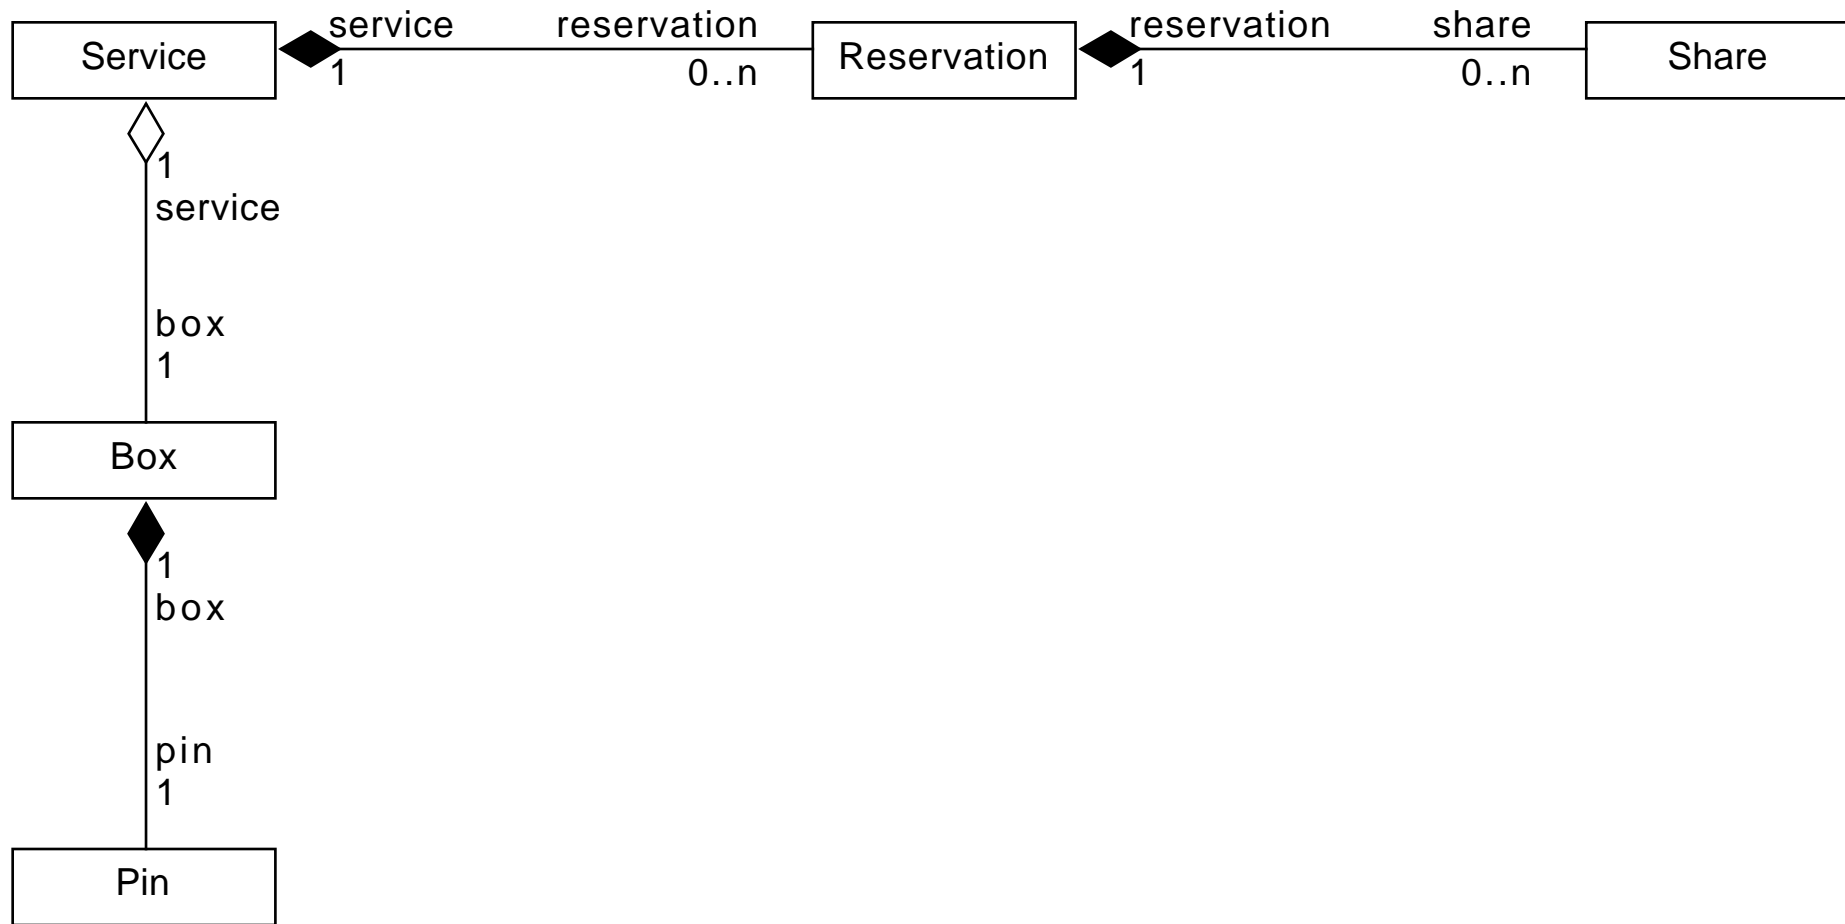 service reservation reservation share
Service Reservation Share
1 0..n 1 0..n
1
service
box
1
Box
1
box
pin
1
Pin